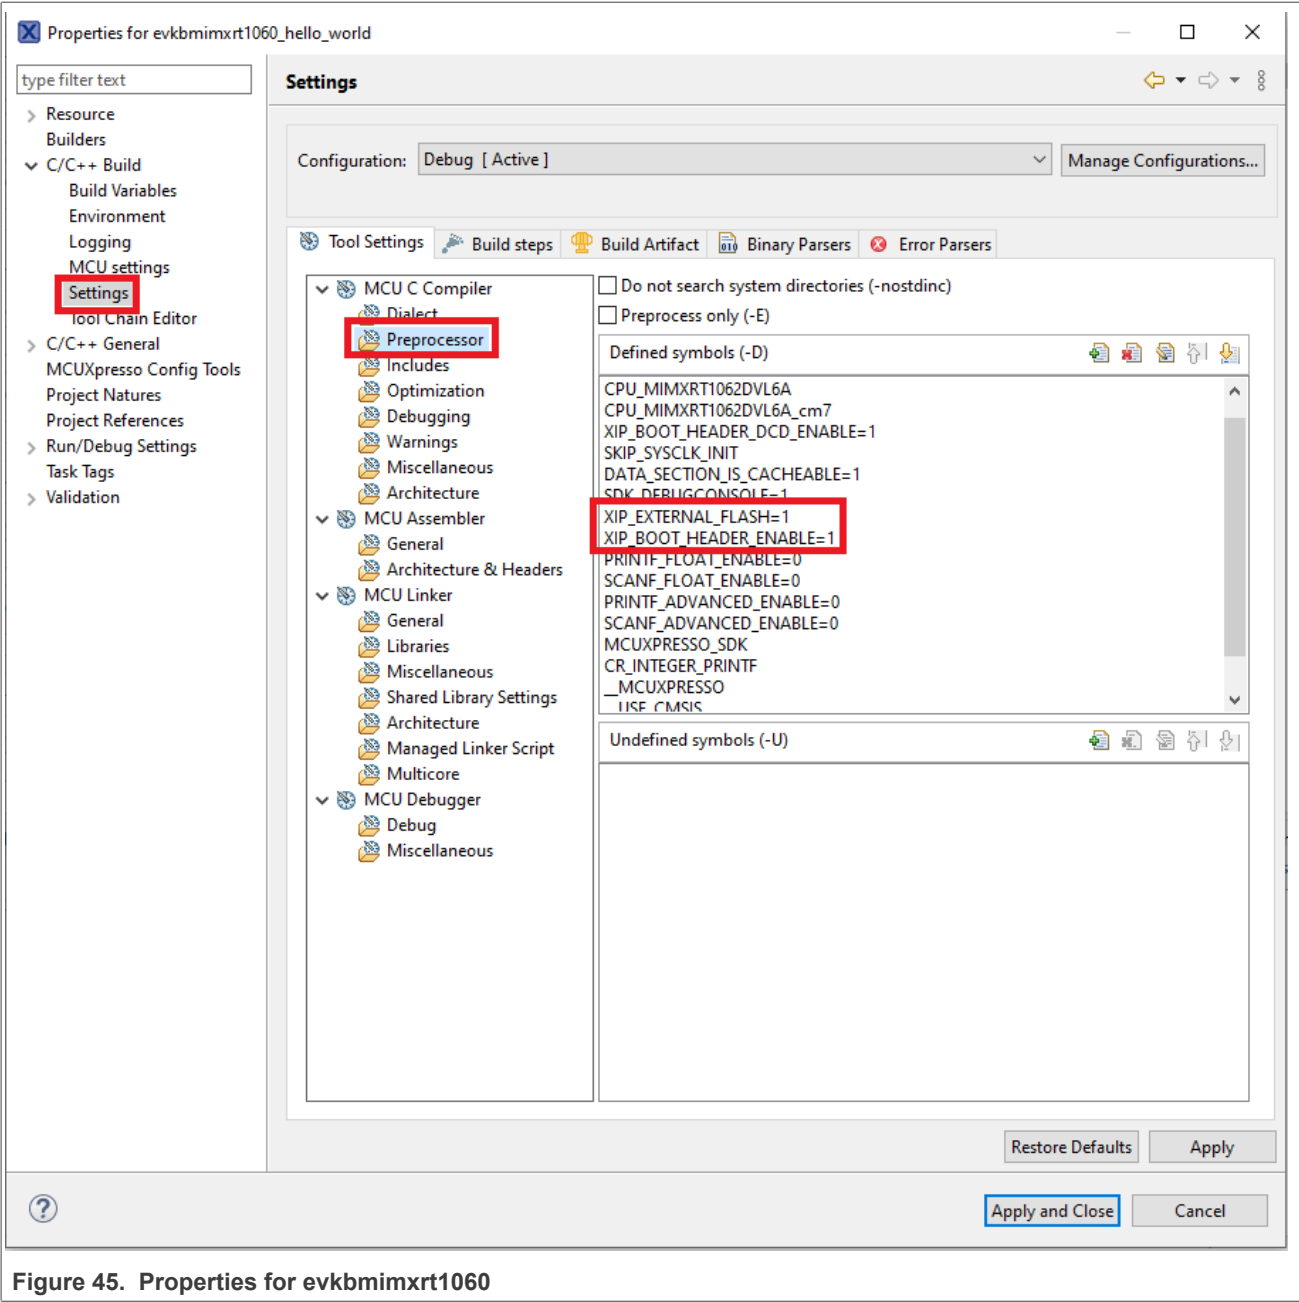 Properties for evkbmimxrt1060_hello_world
type filter text
Resource
Builders
C/C++ Build
Build Variables
Environment
Logging
MCU settings
Settings
Tool Chain Editor
C/C++ General
MCUXpresso Config Tools
Project Natures
Project References
Run/Debug Settings
Task Tags
Validation
Settings
Configuration: Debug [ Active ] Manage Configurations...
Tool Settings Build steps Build Artifact Binary Parsers Error Parsers
MCU C Compiler
Dialect
Preprocessor
Includes
Optimization
Debugging
Warnings
Miscellaneous
Architecture
MCU Assembler
General
Architecture & Headers
MCU Linker
General
Libraries
Miscellaneous
Shared Library Settings
Architecture
Managed Linker Script
Multicore
MCU Debugger
Debug
Miscellaneous
Do not search system directories (-nostdinc)
Preprocess only (-E)
Defined symbols (-D)
CPU_MIMXRT1062DVL6A
CPU_MIMXRT1062DVL6A_cm7
XIP_BOOT_HEADER_DCD_ENABLE=1
SKIP_SYSCLK_INIT
DATA_SECTION_IS_CACHEABLE=1
SDK_DEBUGCONSOLE=1
XIP_EXTERNAL_FLASH=1
XIP_BOOT_HEADER_ENABLE=1
PRINTF_FLOAT_ENABLE=0
SCANF_FLOAT_ENABLE=0
PRINTF_ADVANCED_ENABLE=0
SCANF_ADVANCED_ENABLE=0
MCUXPRESSO_SDK
CR_INTEGER_PRINTF
__MCUXPRESSO
__USE_CMSIS
Undefined symbols (-U)
Restore Defaults Apply
Apply and Close Cancel
Figure 45. Properties for evkbmimxrt1060